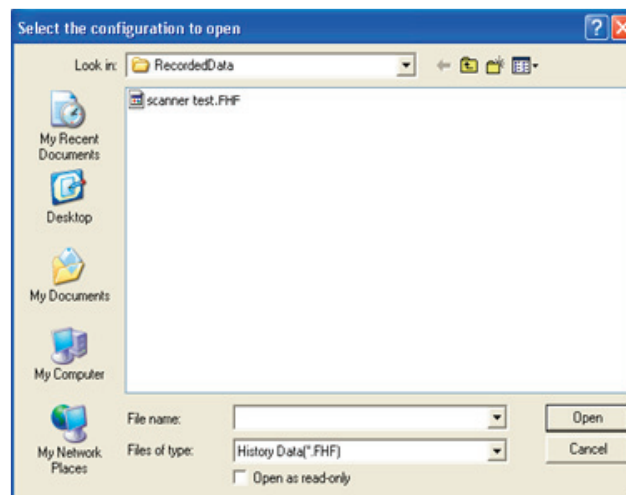 Select the configuration to open
Look in: RecordedData
scanner test.FHF
My Recent
Documents
Desktop
My Documents
My Computer
My Network
Places
File name:
Open
Files of type: History Data(*.FHF)
Cancel
Open as read-only